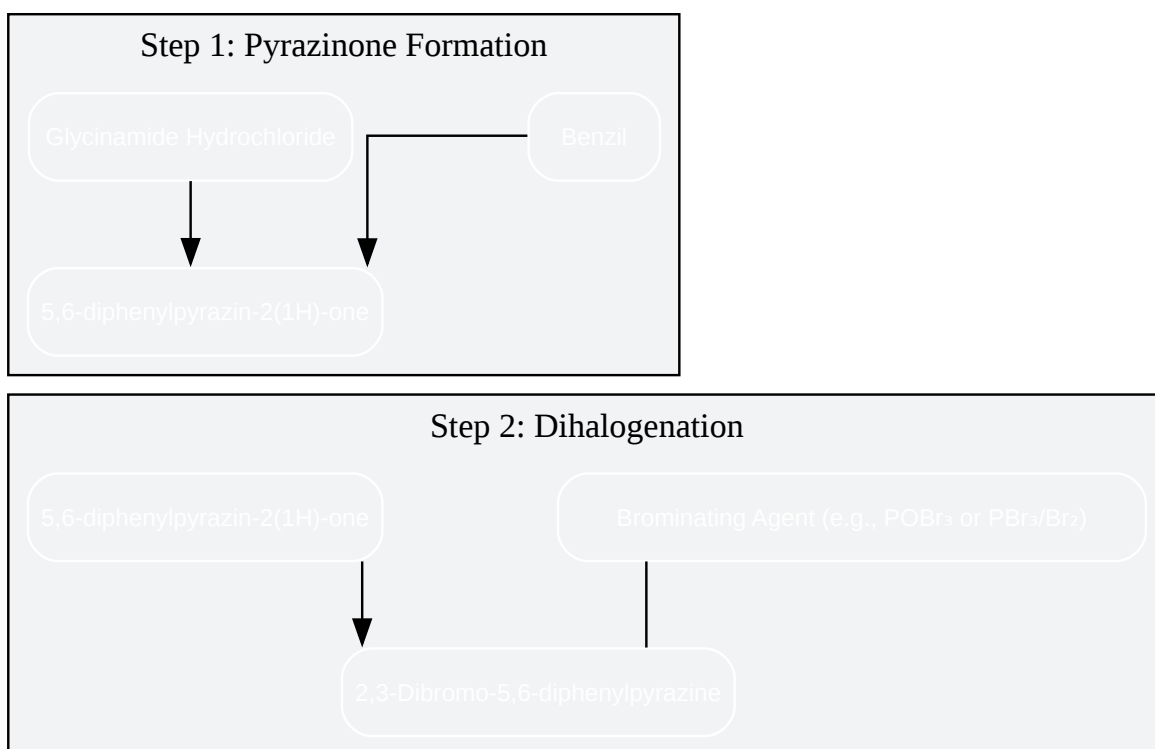 Step 1: Pyrazinone Formation
Glycinamide Hydrochloride
Benzil
5,6-diphenylpyrazin-2(1H)-one
Step 2: Dihalogenation
5,6-diphenylpyrazin-2(1H)-one
Brominating Agent (e.g., POBr₃ or PBr₃/Br₂)
2,3-Dibromo-5,6-diphenylpyrazine